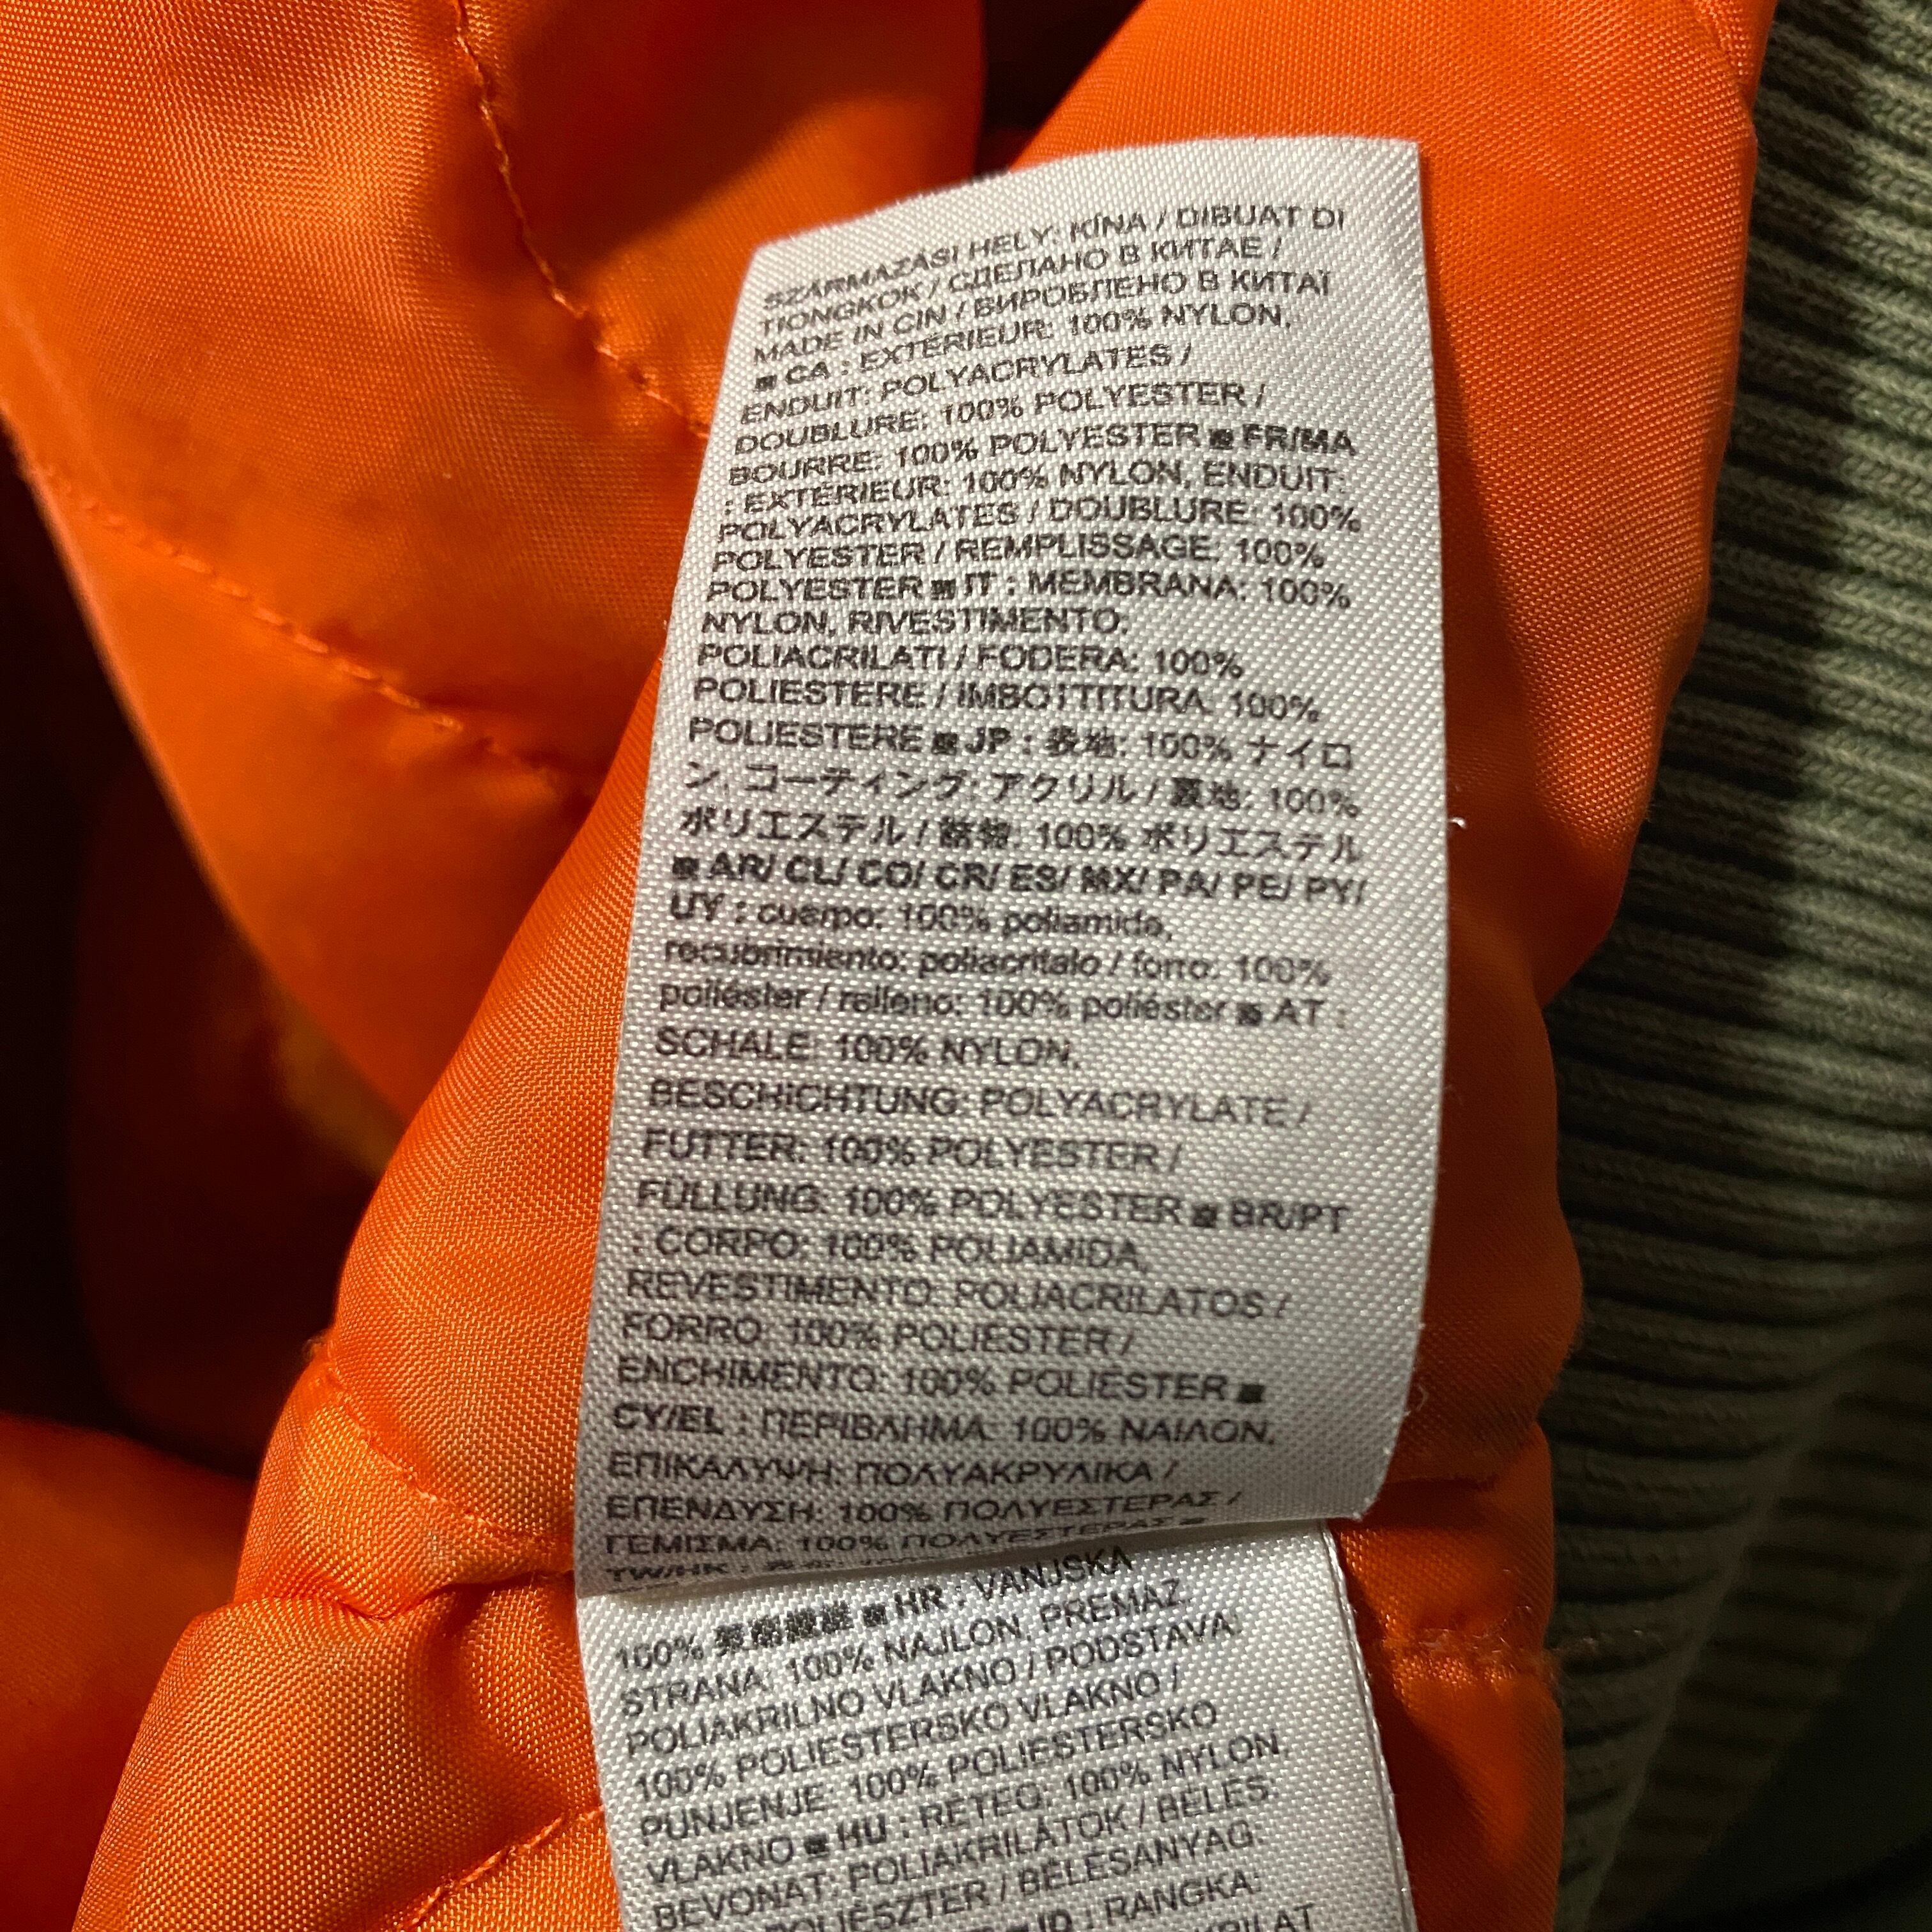 SZÁRMAZÁSI HELY: KÍNA / DIBUAT DI
TIONGKOK / СДЕЛАНО В КИТАЕ /
MADE IN CIN / ВИРОБЛЕНО В КИТАЇ
■ CA : EXTÉRIEUR: 100% NYLON,
ENDUIT: POLYACRYLATES /
DOUBLURE: 100% POLYESTER /
BOURRE: 100% POLYESTER ■ FR/MA
: EXTÉRIEUR: 100% NYLON, ENDUIT:
POLYACRYLATES / DOUBLURE: 100%
POLYESTER / REMPLISSAGE: 100%
POLYESTER ■ IT : MEMBRANA: 100%
NYLON, RIVESTIMENTO:
POLIACRILATI / FODERA: 100%
POLIESTERE / IMBOTTITURA: 100%
POLIESTERE ■ JP : 表地: 100% ナイロ
ン, コーティング: アクリル / 裏地: 100%
ポリエステル / 詰物: 100% ポリエステル
■ AR/ CL/ CO/ CR/ ES/ MX/ PA/ PE/ PY/
UY : cuerpo: 100% poliamida,
recubrimiento: poliacrilato / forro: 100%
poliéster / relleno: 100% poliéster ■ AT :
SCHALE: 100% NYLON,
BESCHICHTUNG: POLYACRYLATE /
FUTTER: 100% POLYESTER /
FÜLLUNG: 100% POLYESTER ■ BR/PT
: CORPO: 100% POLIAMIDA,
REVESTIMENTO: POLIACRILATOS /
FORRO: 100% POLIÉSTER /
ENCHIMENTO: 100% POLIÉSTER ■
CY/EL : ΠΕΡΙΒΛΗΜΑ: 100% ΝΑΙΛΟΝ,
ΕΠΙΚΑΛΥΨΗ: ΠΟΛΥΑΚΡΥΛΙΚΑ /
ΕΠΕΝΔΥΣΗ: 100% ΠΟΛΥΕΣΤΕΡΑΣ /
ΓΕΜΙΣΜΑ: 100% ΠΟΛΥΕΣΤΕΡΑΣ ■
TW/HK :
100% ■ HR : VANJSKA
STRANA: 100% NAJLON, PREMAZ:
POLIAKRILNO VLAKNO / PODSTAVA:
100% POLIESTERSKO VLAKNO /
PUNJENJE: 100% POLIESTERSKO
VLAKNO ■ HU : RÉTEG: 100% NYLON,
BEVONAT: POLIAKRILÁTOK / BÉLÉS:
POLIÉSZTER / BÉLÉSANYAG:
■ ID : RANGKA: